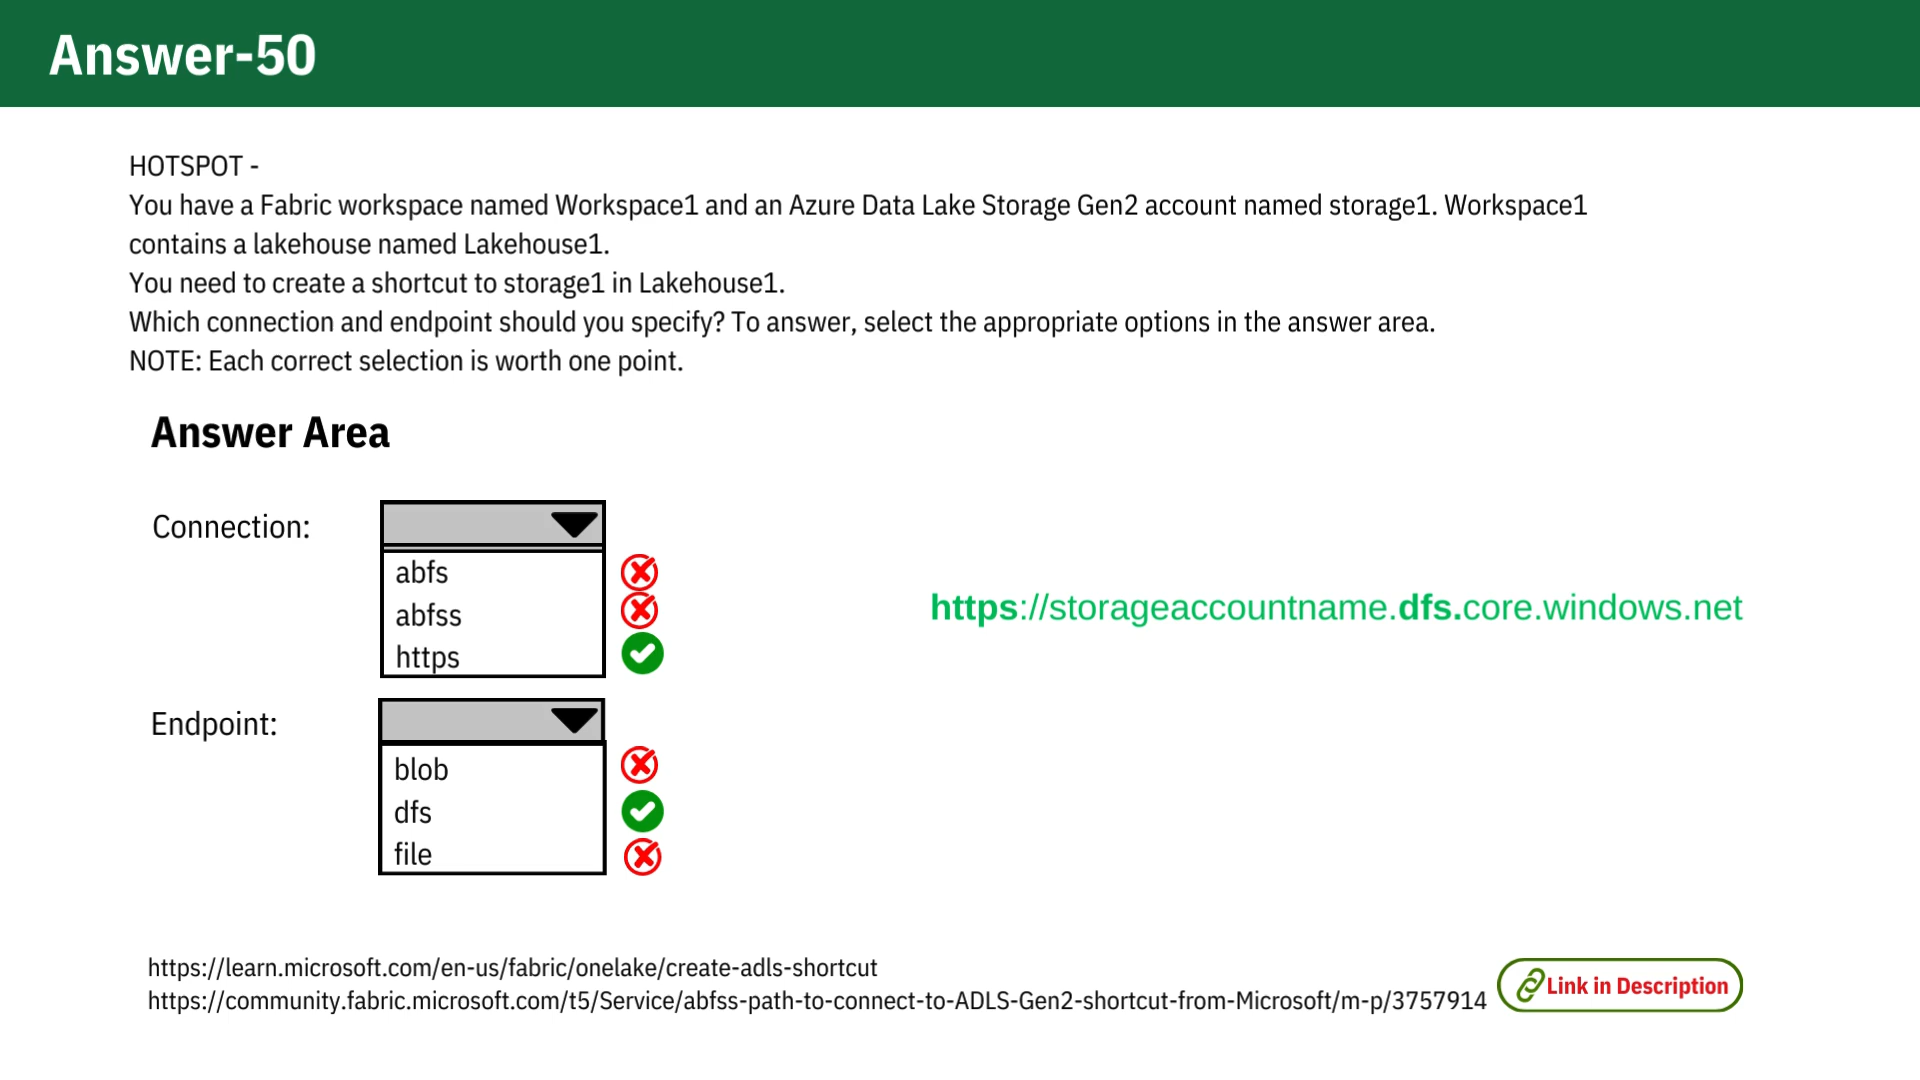 Answer-50
HOTSPOT -
You have a Fabric workspace named Workspace1 and an Azure Data Lake Storage Gen2 account named storage1. Workspace1
contains a lakehouse named Lakehouse1.
You need to create a shortcut to storage1 in Lakehouse1.
Which connection and endpoint should you specify? To answer, select the appropriate options in the answer area.
NOTE: Each correct selection is worth one point.
Answer Area
Connection:
abfs
abfss
https
https://storageaccountname.dfs.core.windows.net
Endpoint:
blob
dfs
file
https://learn.microsoft.com/en-us/fabric/onelake/create-adls-shortcut
https://community.fabric.microsoft.com/t5/Service/abfss-path-to-connect-to-ADLS-Gen2-shortcut-from-Microsoft/m-p/3757914
Link in Description